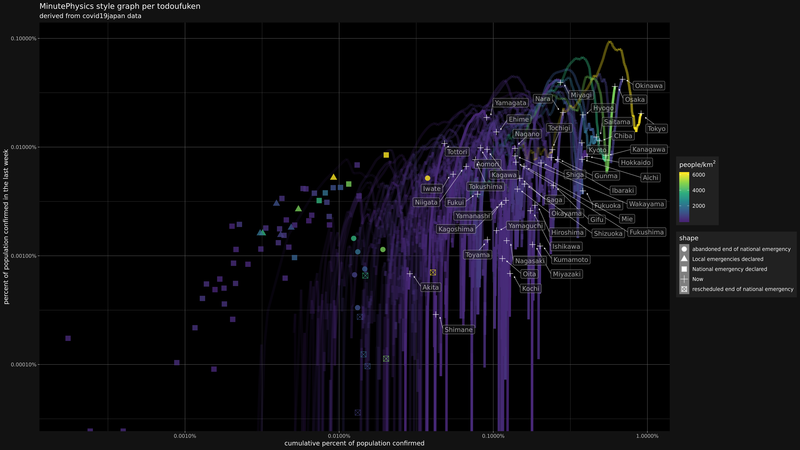 MinutePhysics style graph per todoufuken
derived from covid19japan data
percent of population confirmed in the last week
0.10000%
0.01000%
0.00100%
0.00010%
Okinawa
Miyagi
Nara
Osaka
Yamagata
Hyogo
Ehime
Saitama
Tochigi
Tokyo
Nagano
Chiba
Tottori
Kyoto
Kanagawa
Aomori
Hokkaido
Kagawa
Shiga
Gunma
Aichi
Iwate
Tokushima
Ibaraki
Niigata
Fukui
Saga
Fukuoka
Wakayama
Yamanashi
Okayama
Gifu
Mie
Kagoshima
Yamaguchi
Hiroshima
Shizuoka
Fukushima
Ishikawa
Toyama
Nagasaki
Kumamoto
Oita
Miyazaki
Akita
Kochi
Shimane
0.0010%
0.0100%
0.1000%
1.0000%
cumulative percent of population confirmed
people/km²
6000
4000
2000
shape
abandoned end of national emergency
Local emergencies declared
National emergency declared
Now
rescheduled end of national emergency